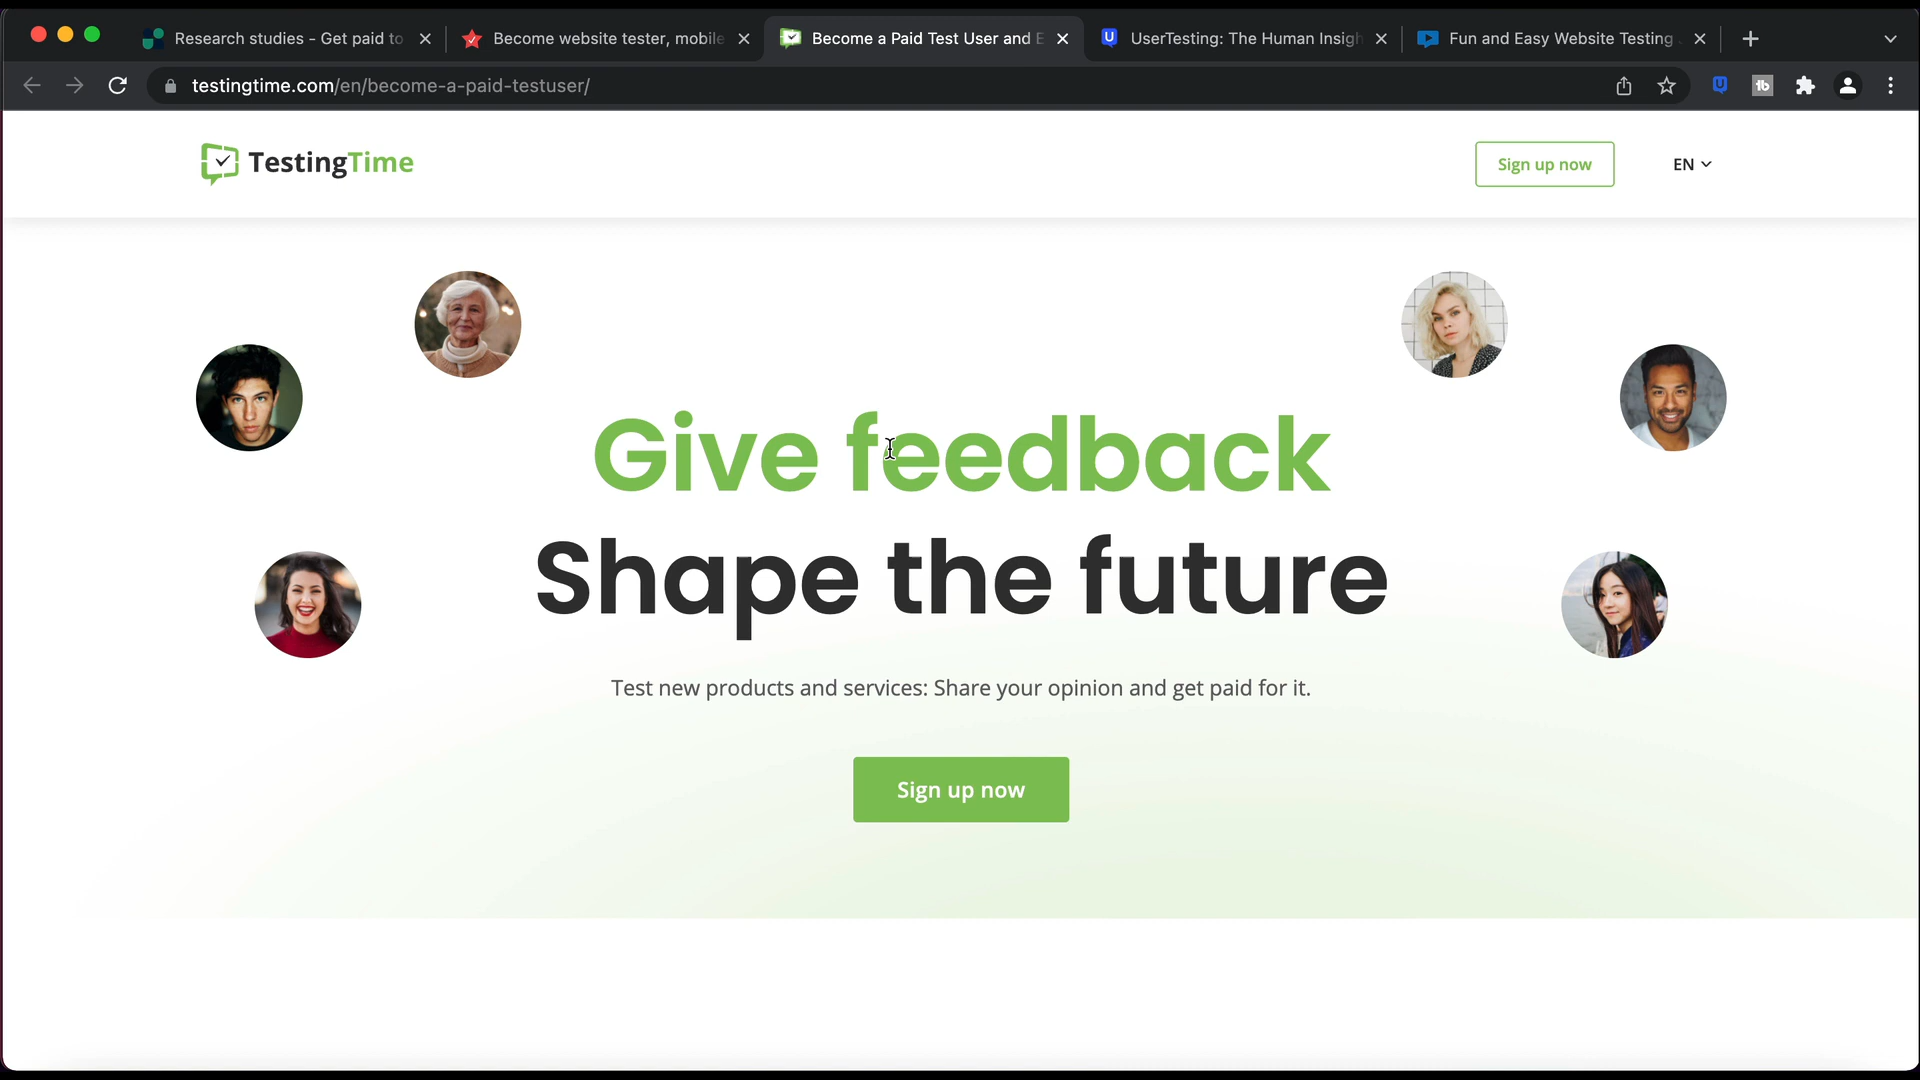 Research studies - Get paid to
Become website tester, mobile
Become a Paid Test User and E
UserTesting: The Human Insigh
Fun and Easy Website Testing
testingtime.com/en/become-a-paid-testuser/
TestingTime
Sign up now
EN
Give feedback
Shape the future
Test new products and services: Share your opinion and get paid for it.
Sign up now